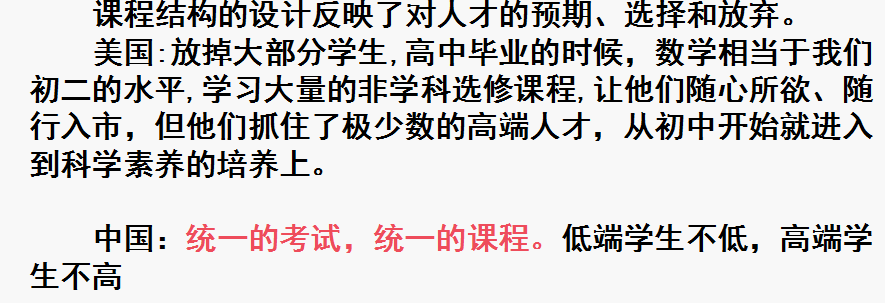 课程结构的设计反映了对人才的预期、选择和放弃。
美国:放掉大部分学生,高中毕业的时候，数学相当于我们
初二的水平,学习大量的非学科选修课程,让他们随心所欲、随
行入市，但他们抓住了极少数的高端人才，从初中开始就进入
到科学素养的培养上。
中国：统一的考试，统一的课程。低端学生不低，高端学
生不高